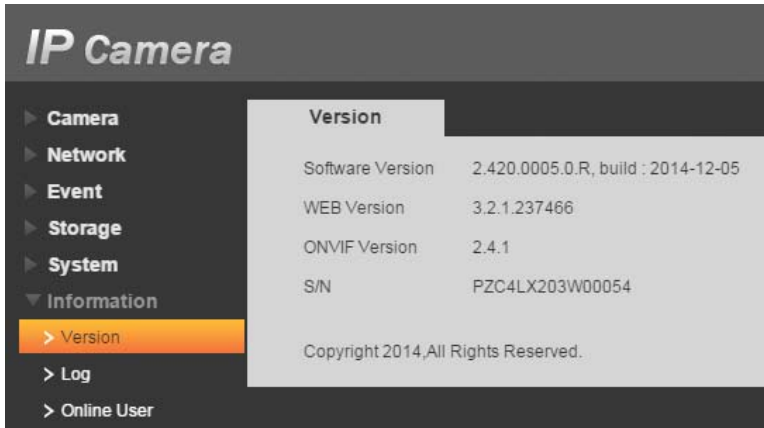 IP Camera
Camera
Network
Event
Storage
System
Information
Version
Log
Online User
Version
Software Version 2.420.0005.0.R, build : 2014-12-05
WEB Version 3.2.1.237466
ONVIF Version 2.4.1
S/N PZC4LX203W00054
Copyright 2014,All Rights Reserved.